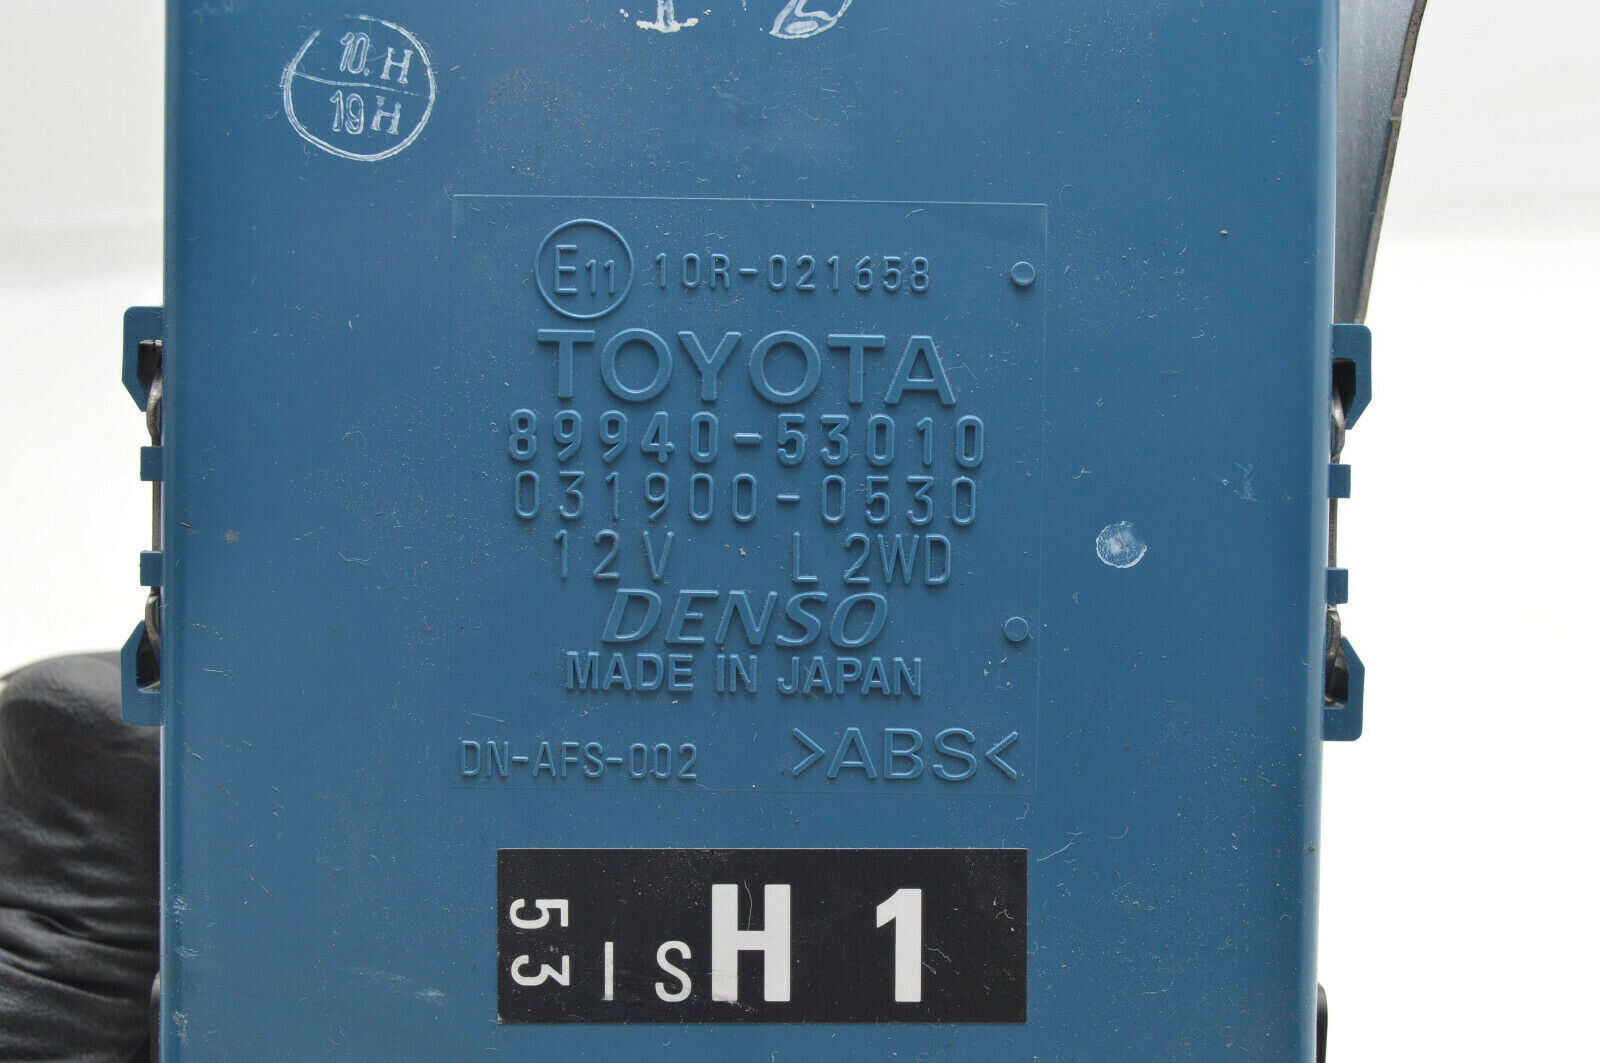 10.H
19H
E11 10R-021658
TOYOTA
89940-53010
031900-0530
12V L 2WD
DENSO
MADE IN JAPAN
DN-AFS-002 >ABS<
53 IS H 1